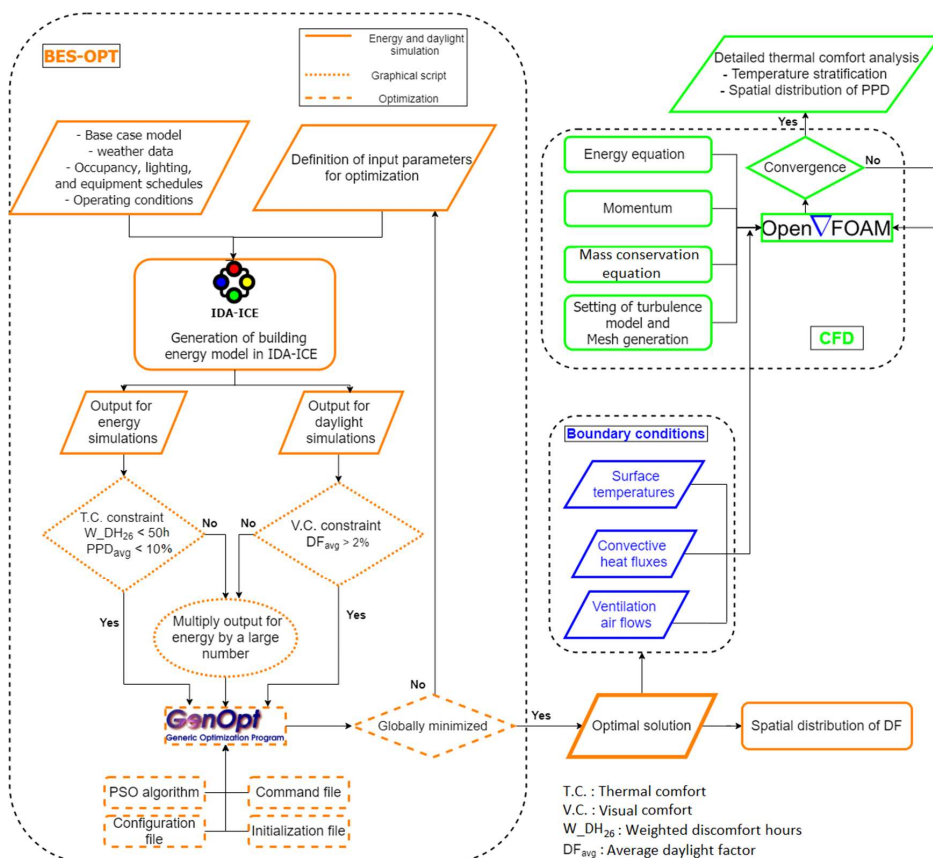 BES-OPT
Energy and daylight
simulation
Graphical script
Optimization
- Base case model
- weather data
- Occupancy, lighting,
and equipment schedules
- Operating conditions
Definition of input parameters
for optimization
IDA-ICE
Generation of building
energy model in IDA-ICE
Output for
energy
simulations
Output for
daylight
simulations
T.C. constraint
W_DH26 < 50h
PPDavg < 10%
No
No
V.C. constraint
DFavg > 2%
Yes
Yes
Multiply output for
energy by a large
number
GenOpt
Generic Optimization Program
No
Globally minimized
Yes
PSO algorithm
Command file
Configuration
file
Initialization file
Detailed thermal comfort analysis
- Temperature stratification
- Spatial distribution of PPD
Yes
Energy equation
Convergence
No
Momentum
Open FOAM
Mass conservation
equation
Setting of turbulence
model and
Mesh generation
CFD
Boundary conditions
Surface
temperatures
Convective
heat fluxes
Ventilation
air flows
Optimal solution
Spatial distribution of DF
T.C. : Thermal comfort
V.C. : Visual comfort
W_DH26 : Weighted discomfort hours
DFavg : Average daylight factor